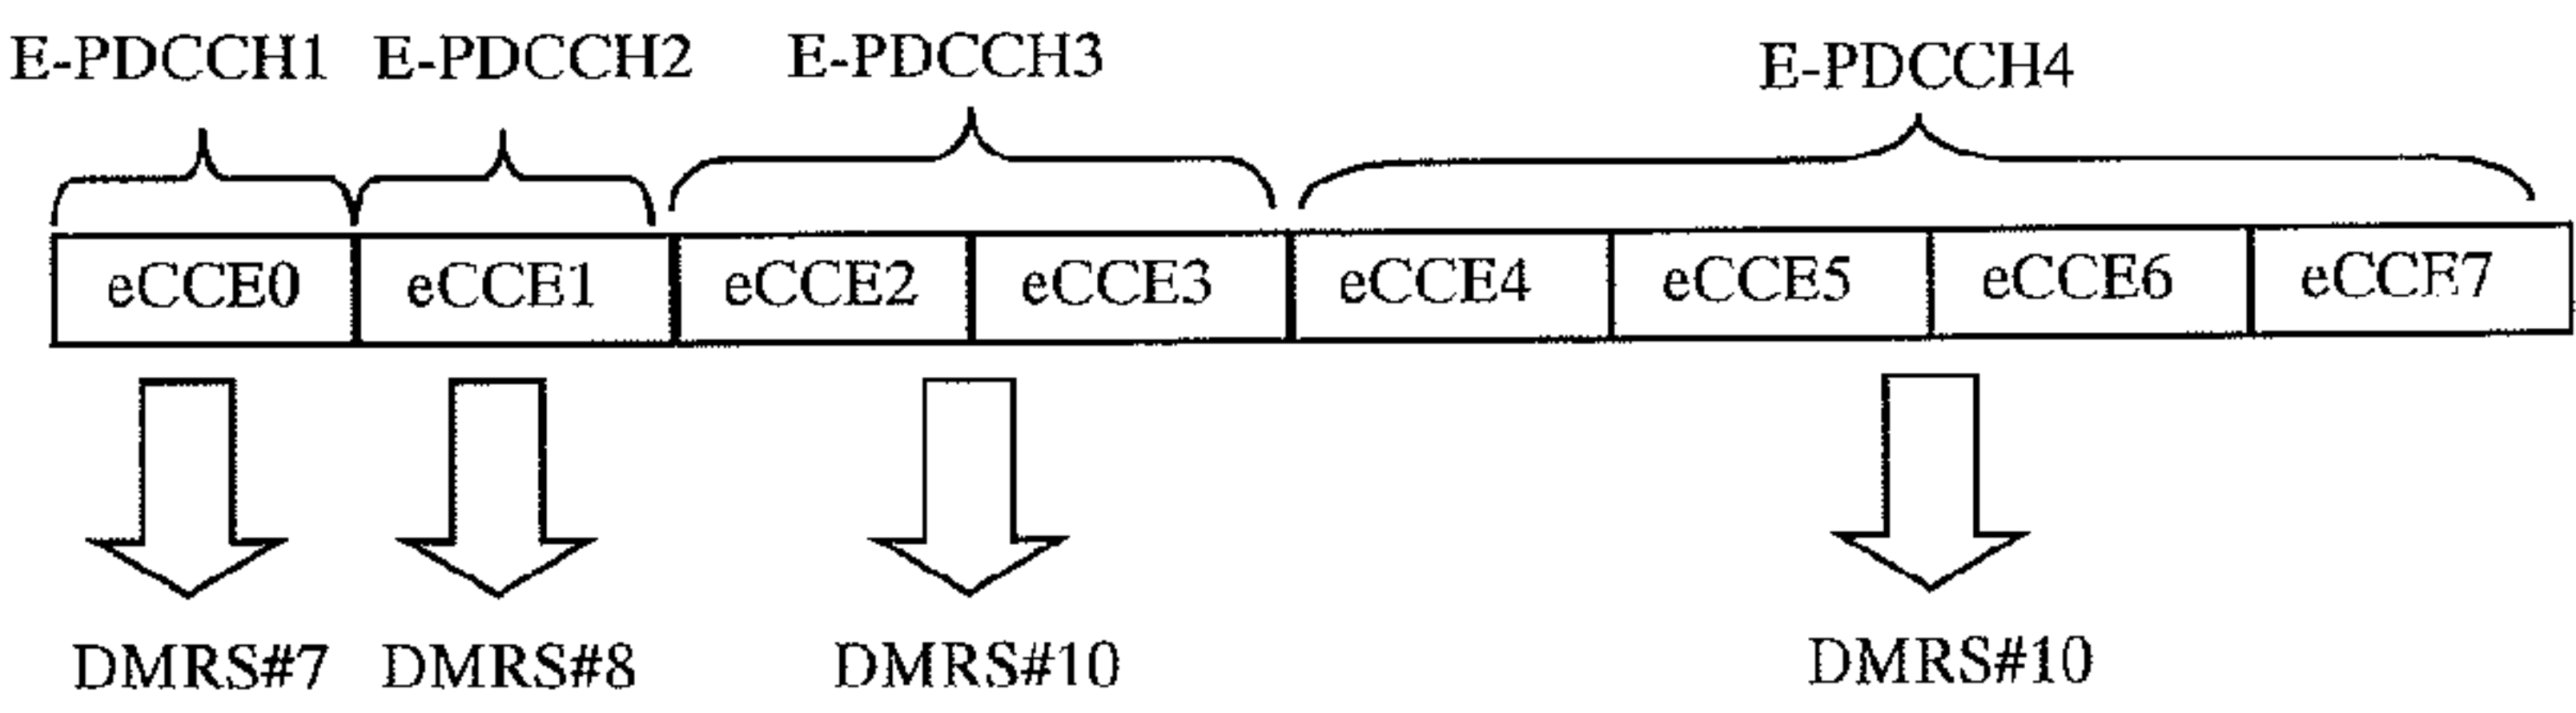 E-PDCCH1 E-PDCCH2 E-PDCCH3 E-PDCCH4
eCCE0 eCCE1 eCCE2 eCCE3 eCCE4 eCCE5 eCCE6 eCCE7
DMRS#7 DMRS#8 DMRS#10 DMRS#10